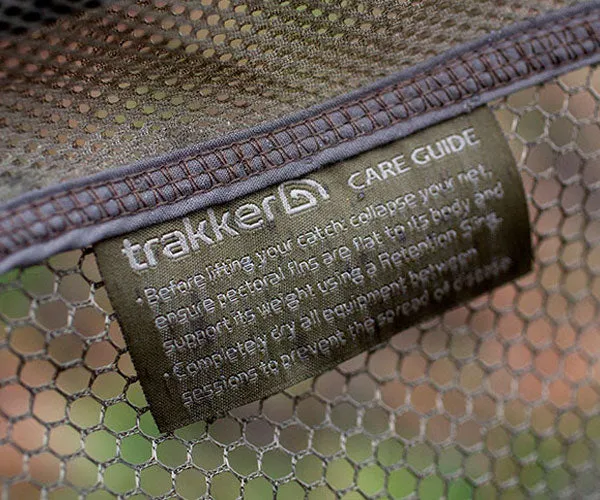 trakker CARE GUIDE
• Before lifting your catch: collapse your net,
ensure pectoral fins are flat to its body and
support its weight using a Retention Sling.
• Completely dry all equipment between
sessions to prevent the spread of disease